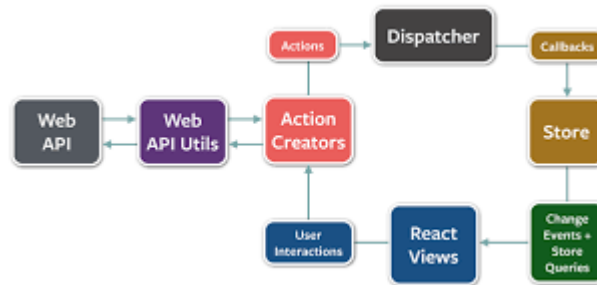 Actions
Dispatcher
Callbacks
Web
API
Web
API Utils
Action
Creators
Store
User
Interactions
React
Views
Change
Events +
Store
Queries